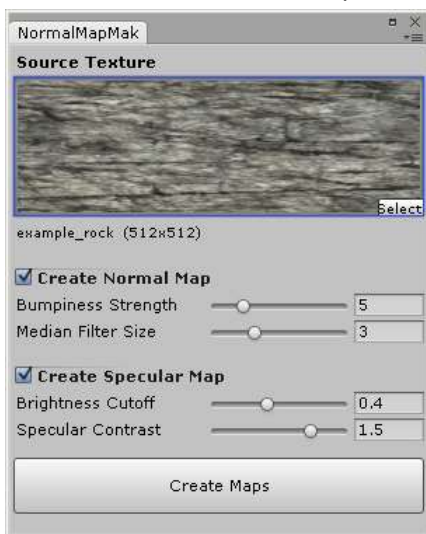 NormalMapMak
Source Texture
Select
example_rock (512x512)
Create Normal Map
Bumpiness Strength 5
Median Filter Size 3
Create Specular Map
Brightness Cutoff 0.4
Specular Contrast 1.5
Create Maps